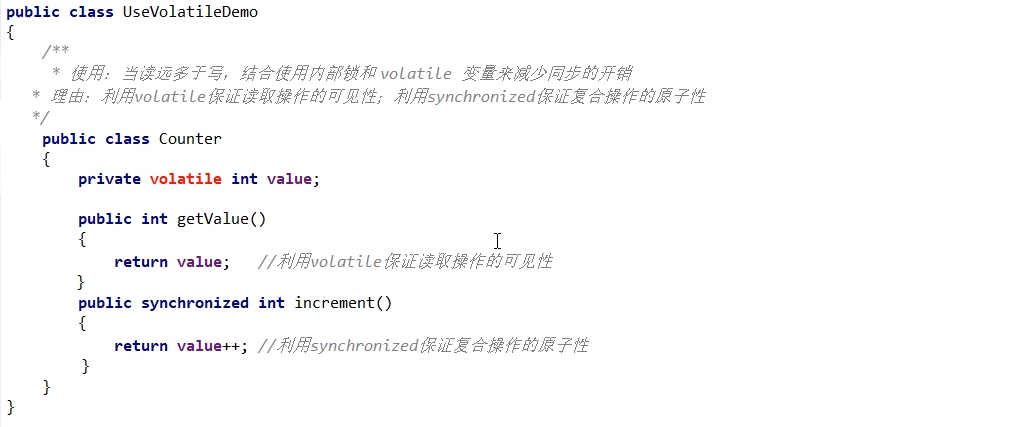 public class UseVolatileDemo
{
    /**
     * 使用：当读远多于写，结合使用内部锁和 volatile 变量来减少同步的开销
   * 理由：利用volatile保证读取操作的可见性；利用synchronized保证复合操作的原子性
   */
    public class Counter
    {
        private volatile int value;

        public int getValue()
        {
            return value;   //利用volatile保证读取操作的可见性
        }
        public synchronized int increment()
        {
            return value++; //利用synchronized保证复合操作的原子性
        }
    }
}